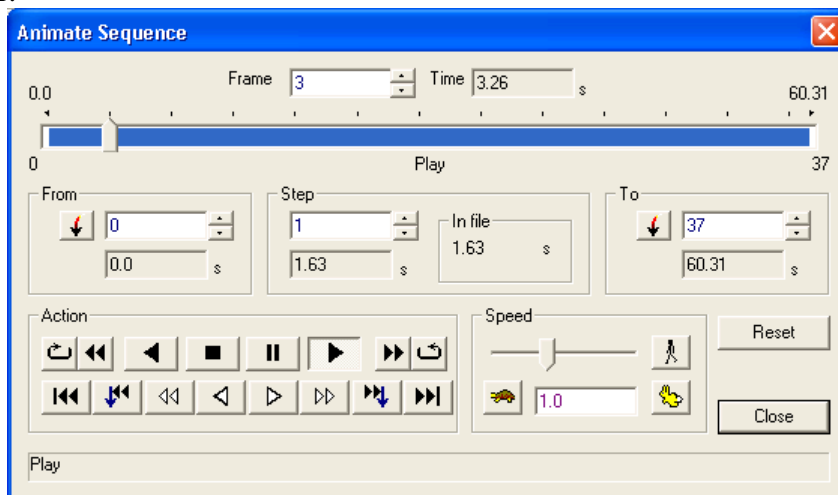 Animate Sequence
Frame 3 Time 3.26 s
0.0 60.31
0 Play 37
From Step To
0 1 In file 37
0.0 s 1.63 s 1.63 s 60.31 s
Action Speed
Reset
1.0
Close
Play